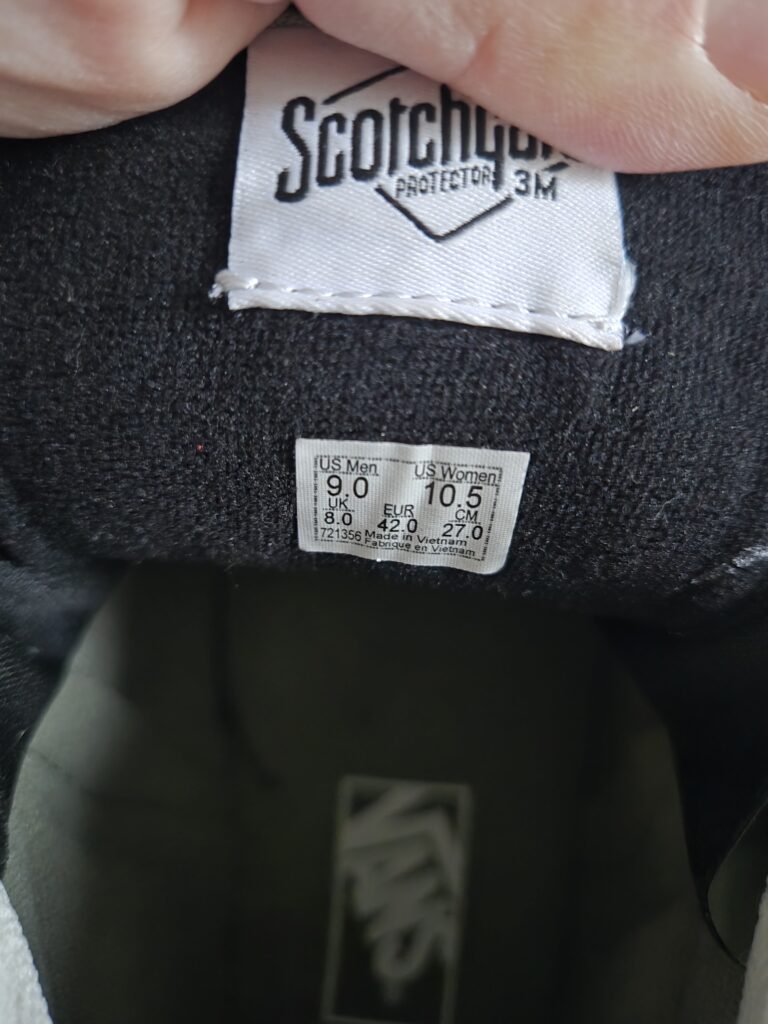 Scotchgard
PROTECTOR 3M
US Men US Women
9.0 10.5
UK EUR CM
8.0 42.0 27.0
721356 Made in Vietnam
Fabrique en Vietnam
VANS